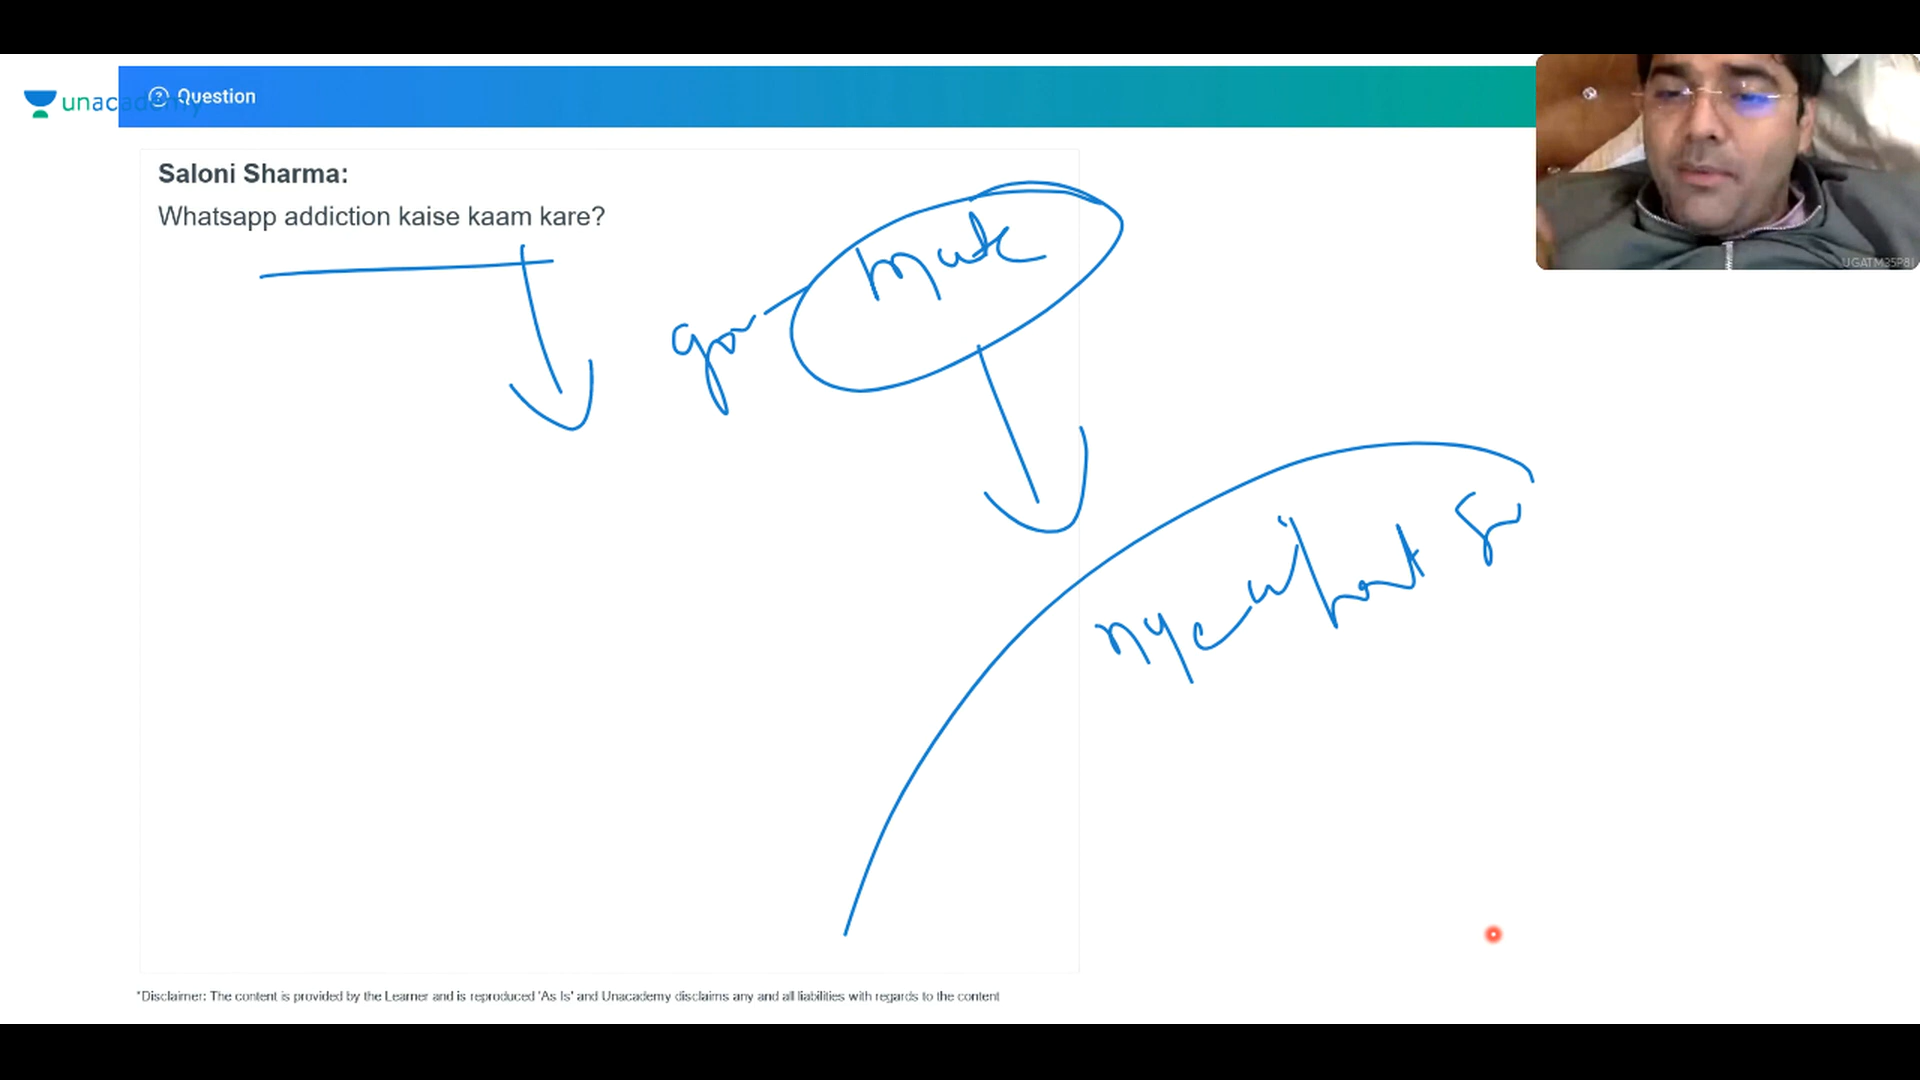 unacademy
Question
Saloni Sharma:
Whatsapp addiction kaise kaam kare?
Mute
UGATM35P8I
*Disclaimer: The content is provided by the Learner and is reproduced 'As Is' and Unacademy disclaims any and all liabilities with regards to the content